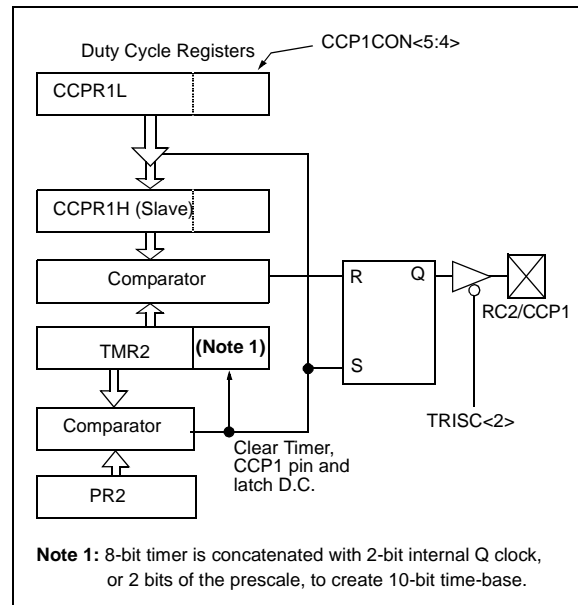 Duty Cycle Registers
CCP1CON<5:4>
CCPR1L
CCPR1H (Slave)
Comparator
R
Q
RC2/CCP1
TMR2
(Note 1)
S
TRISC<2>
Comparator
Clear Timer,
CCP1 pin and
latch D.C.
PR2
Note 1: 8-bit timer is concatenated with 2-bit internal Q clock,
or 2 bits of the prescale, to create 10-bit time-base.